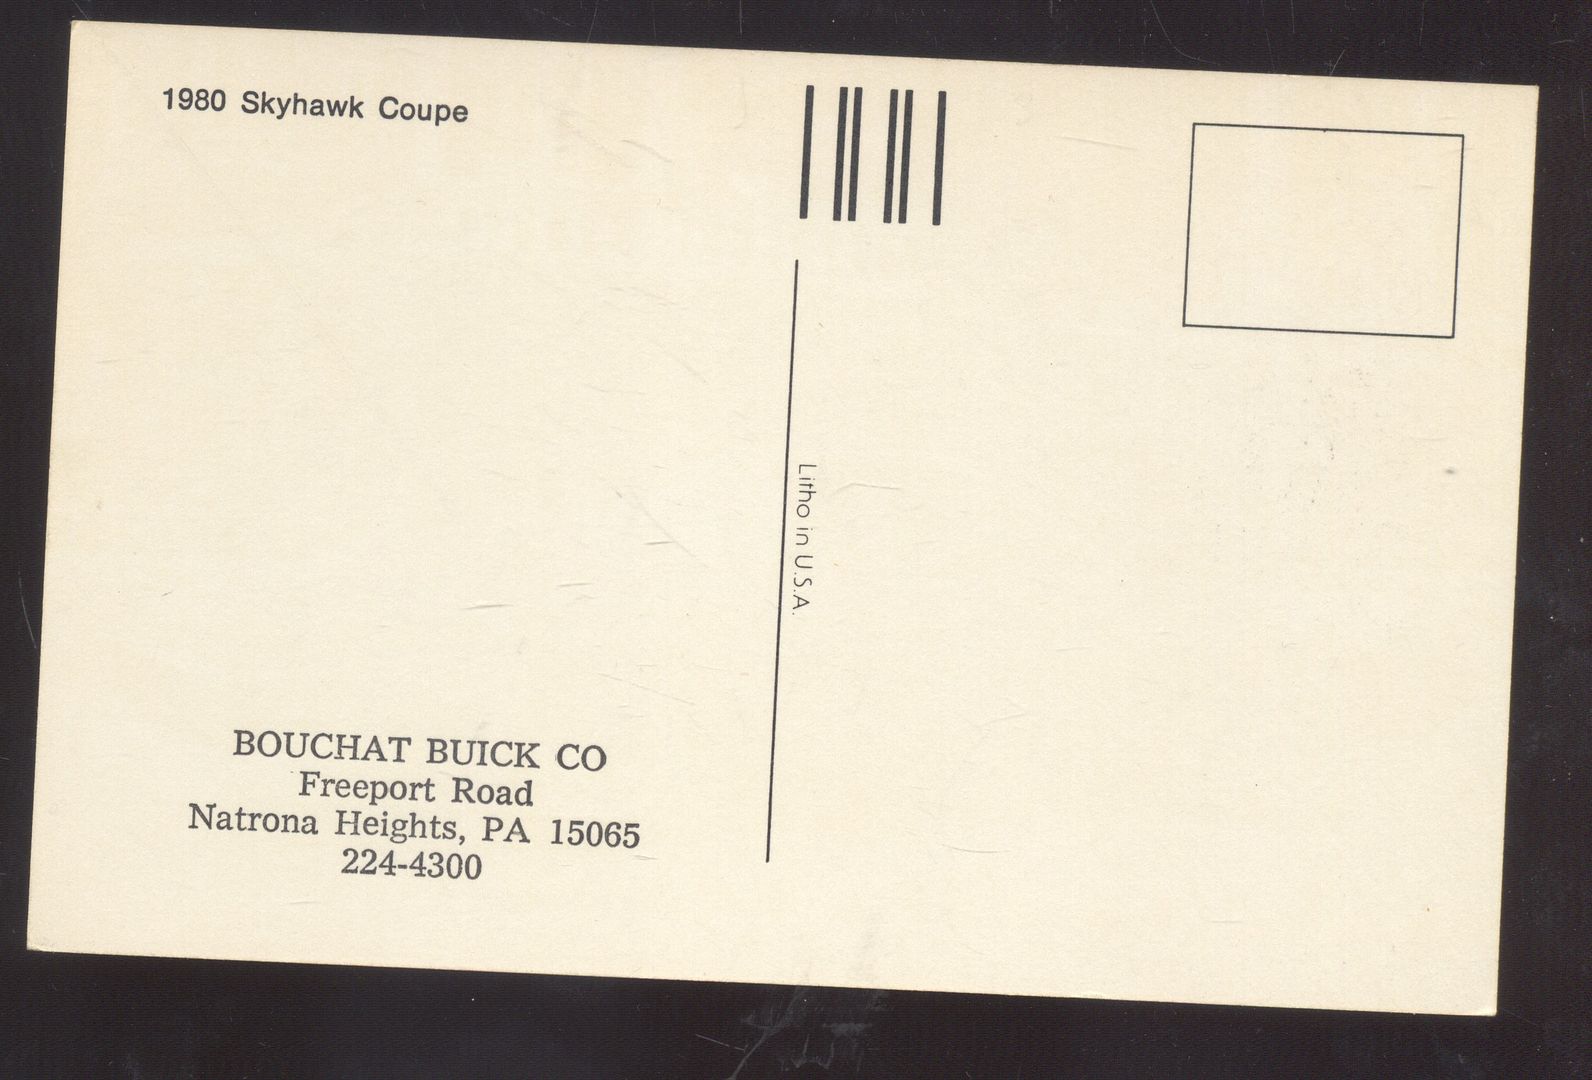 1980 Skyhawk Coupe
Litho in U.S.A.
BOUCHAT BUICK CO
Freeport Road
Natrona Heights, PA 15065
224-4300